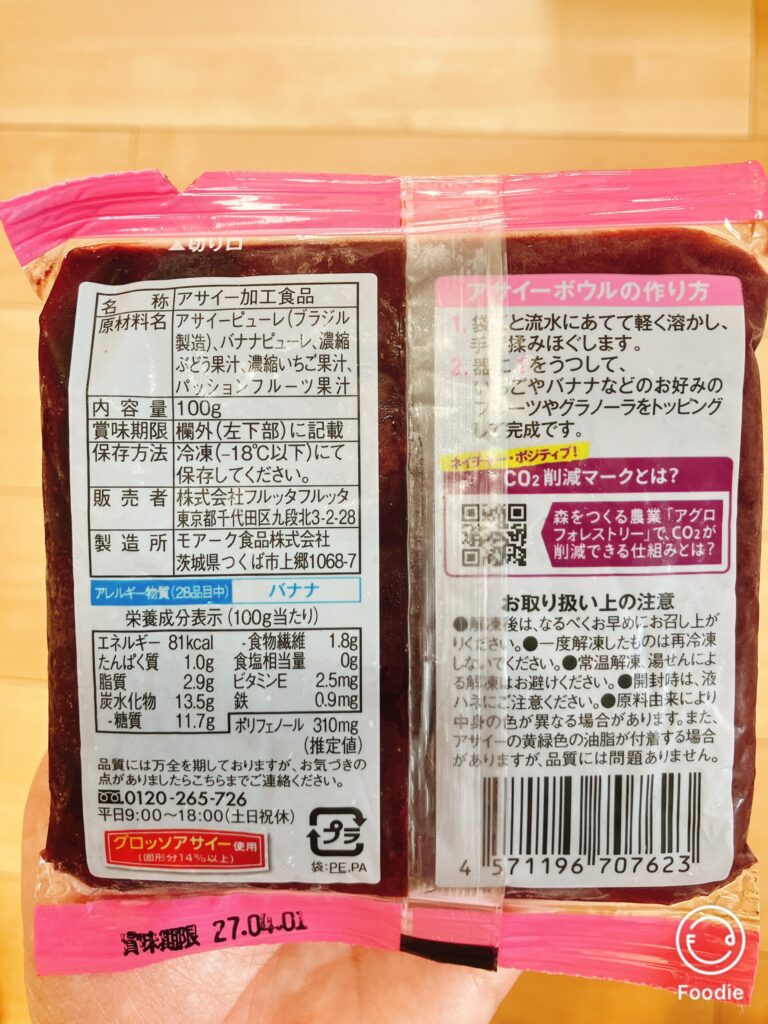 ▲切り口
名称 アサイー加工食品
原材料名 アサイーピューレ(ブラジル
製造)、バナナピューレ、濃縮
ぶどう果汁、濃縮いちご果汁、
パッションフルーツ果汁
内容量 100g
賞味期限 欄外(左下部)に記載
保存方法 冷凍(-18℃以下)にて
保存してください。
販売者 株式会社フルッタフルッタ
東京都千代田区九段北3-2-28
製造所 モアーク食品株式会社
茨城県つくば市上郷1068-7
アレルギー物質(28品目中) バナナ
栄養成分表示(100g当たり)
エネルギー 81kcal
たんぱく質 1.0g
脂質 2.9g
炭水化物 13.5g
-糖質 11.7g
-食物繊維 1.8g
食塩相当量 0g
ビタミンE 2.5mg
鉄 0.9mg
ポリフェノール 310mg
(推定値)
品質には万全を期しておりますが、お気づきの
点がありましたらこちらまでご連絡ください。
0120-265-726
平日9:00〜18:00(土日祝休)
グロッソアサイー使用
(固形分14%以上)
プラ
袋:PE,PA
賞味期限 27.04.01
アサイーボウルの作り方
1. 袋ごと流水にあてて軽く溶かし、
手で揉みほぐします。
2. 器に1をうつして、
いちごやバナナなどのお好みの
フルーツやグラノーラをトッピング
して完成です。
ネイチャー・ポジティブ!
CO2削減マークとは?
森をつくる農業「アグロ
フォレストリー」で、CO2が
削減できる仕組みとは?
お取り扱い上の注意
●解凍後は、なるべくお早めにお召し上が
りください。●一度解凍したものは再冷凍
しないでください。●常温解凍、湯せんによ
る解凍はお避けください。●開封時は、液
ハネにご注意ください。●原料由来により
中身の色が異なる場合があります。また、
アサイーの黄緑色の油脂が付着する場合
がありますが、品質には問題ありません。
4 571196 707623
Foodie